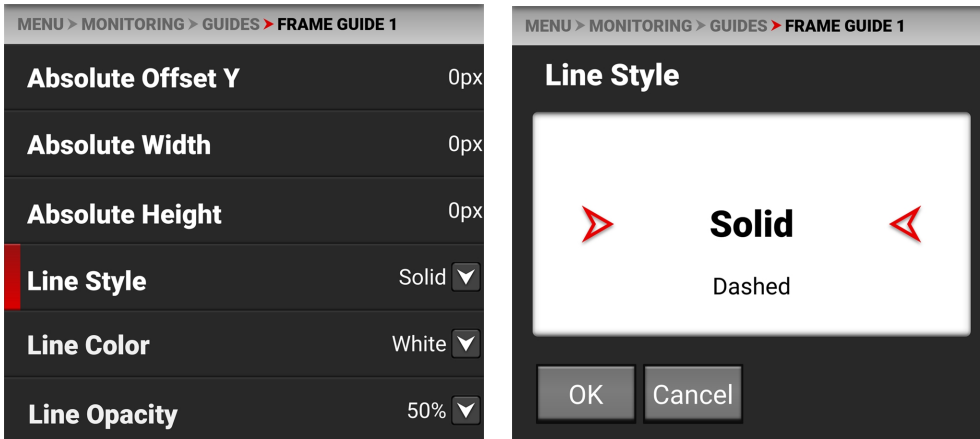 MENU > MONITORING > GUIDES > FRAME GUIDE 1
Absolute Offset Y 0px
Absolute Width 0px
Absolute Height 0px
Line Style Solid
Line Color White
Line Opacity 50%
MENU > MONITORING > GUIDES > FRAME GUIDE 1
Line Style
Solid
Dashed
OK Cancel